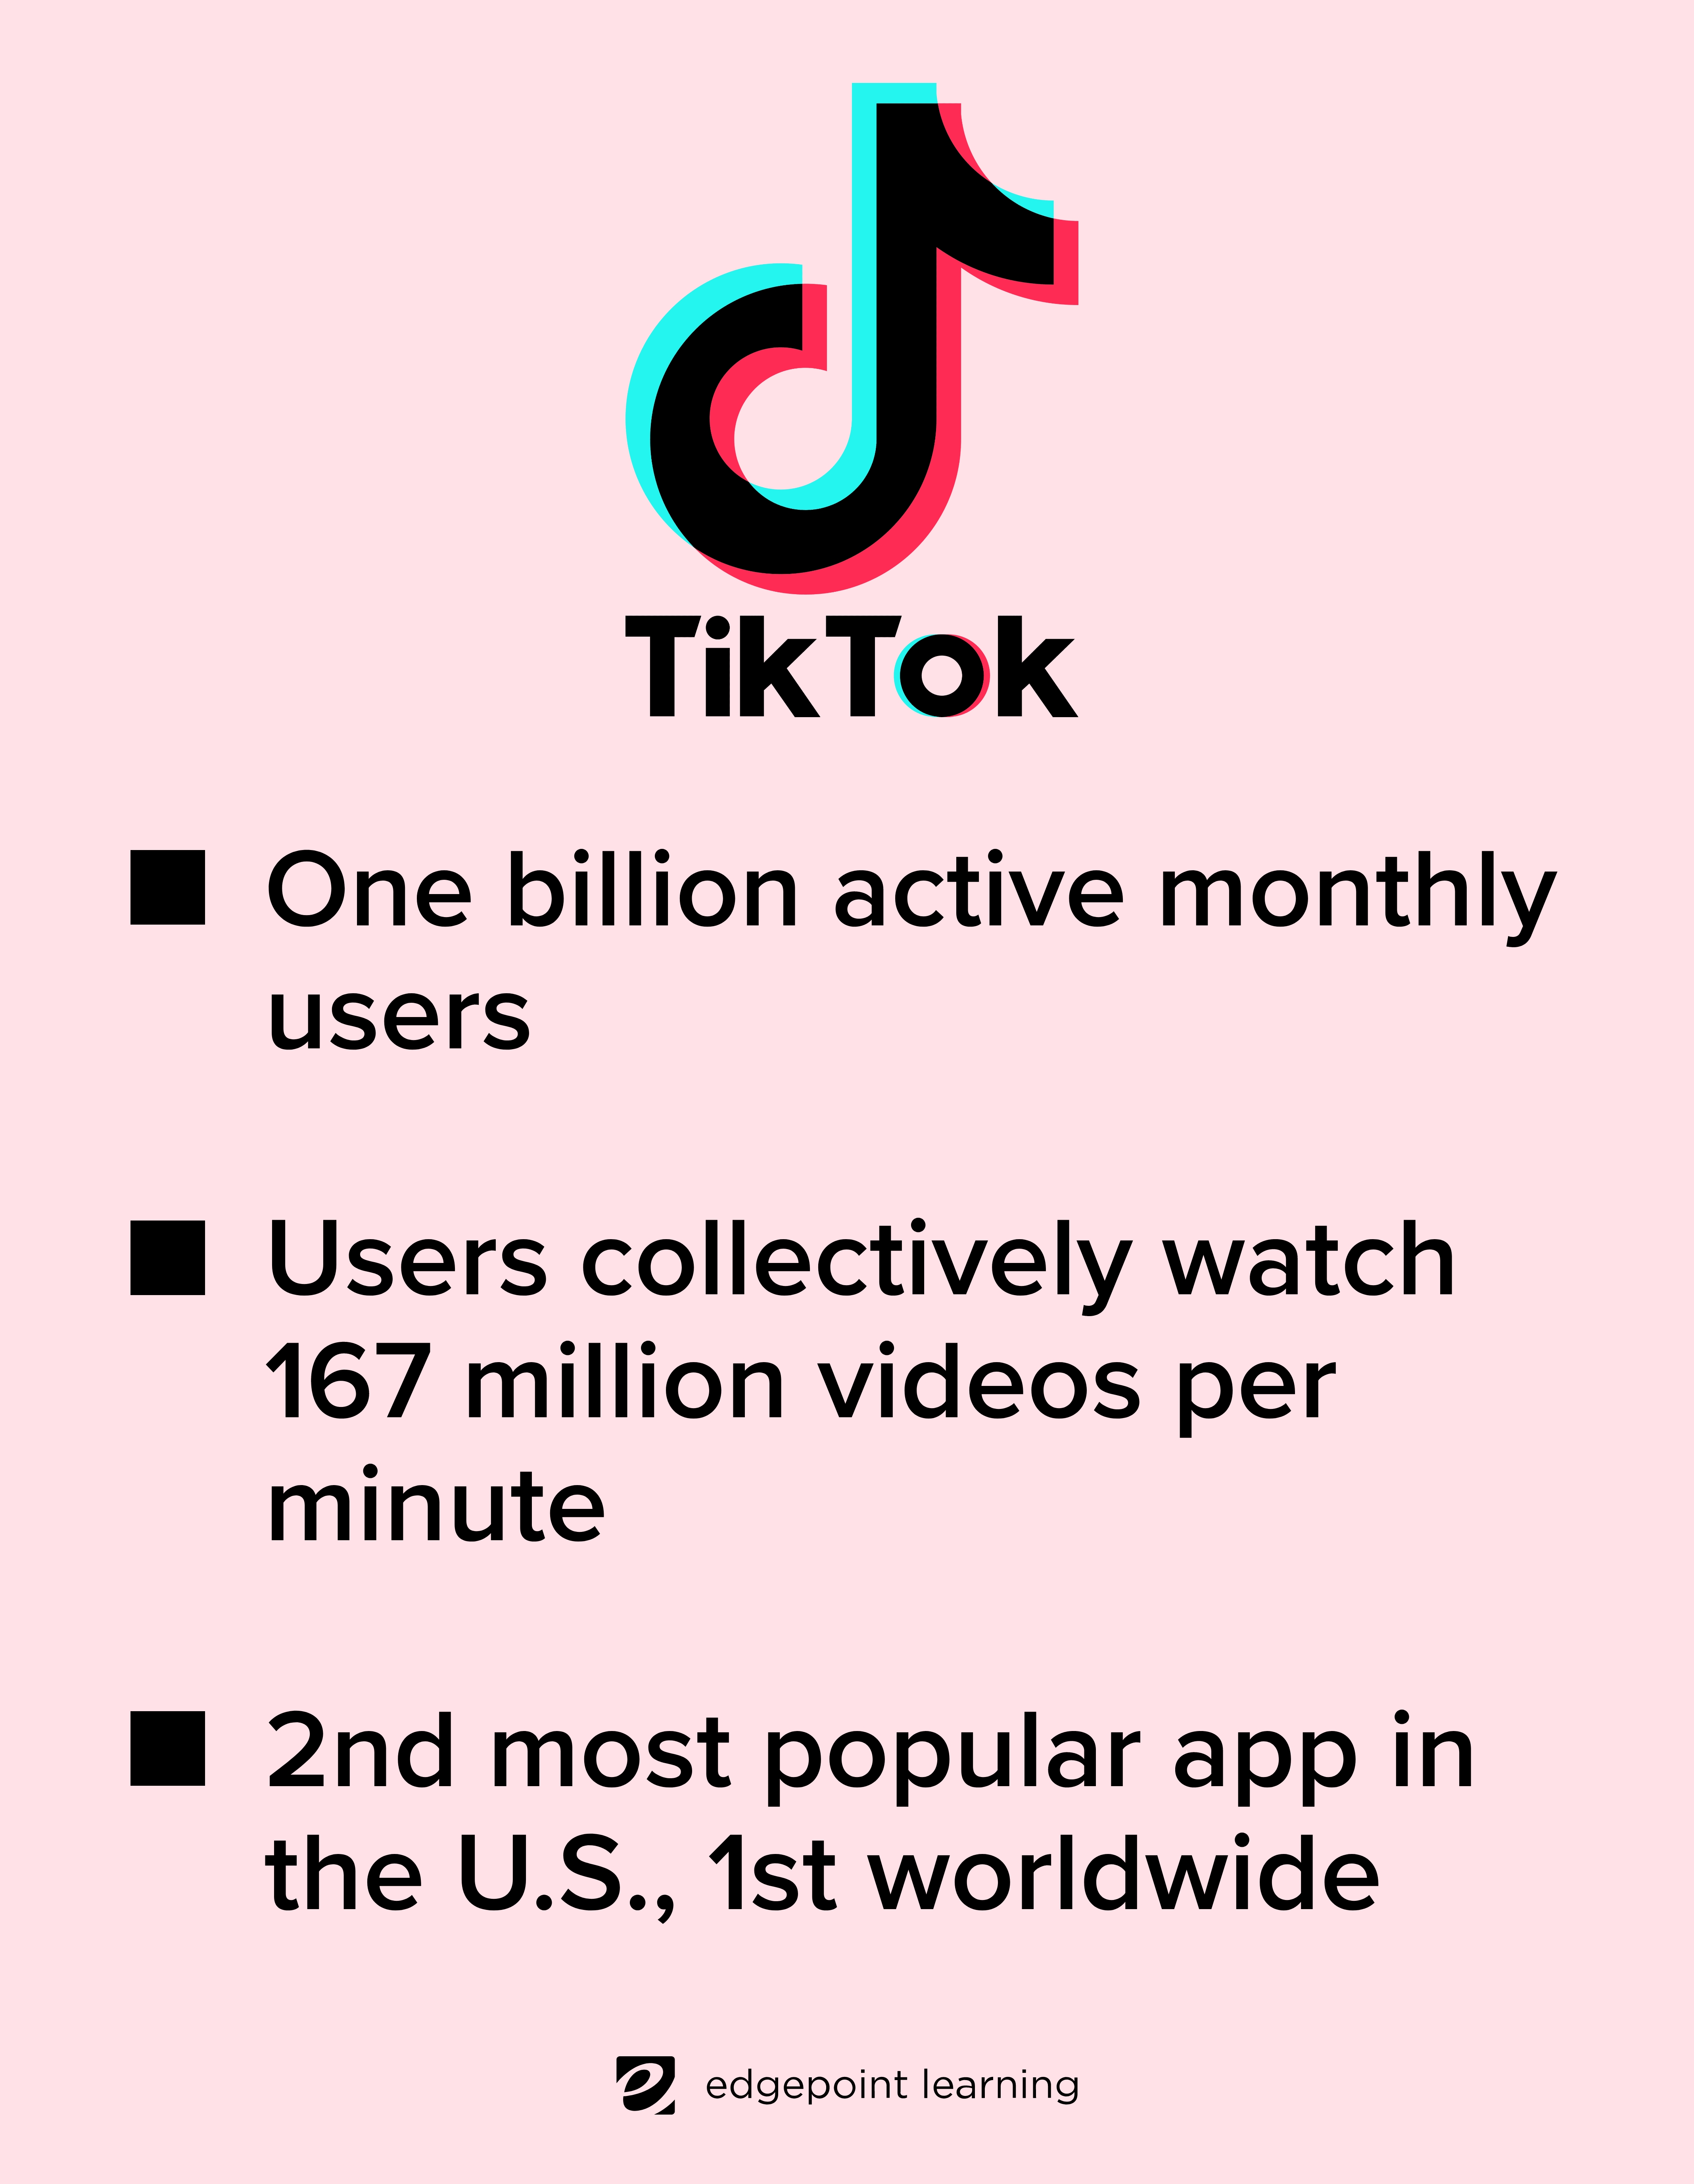 TikTok
One billion active monthly
users
Users collectively watch
167 million videos per
minute
2nd most popular app in
the U.S., 1st worldwide
edgepoint learning